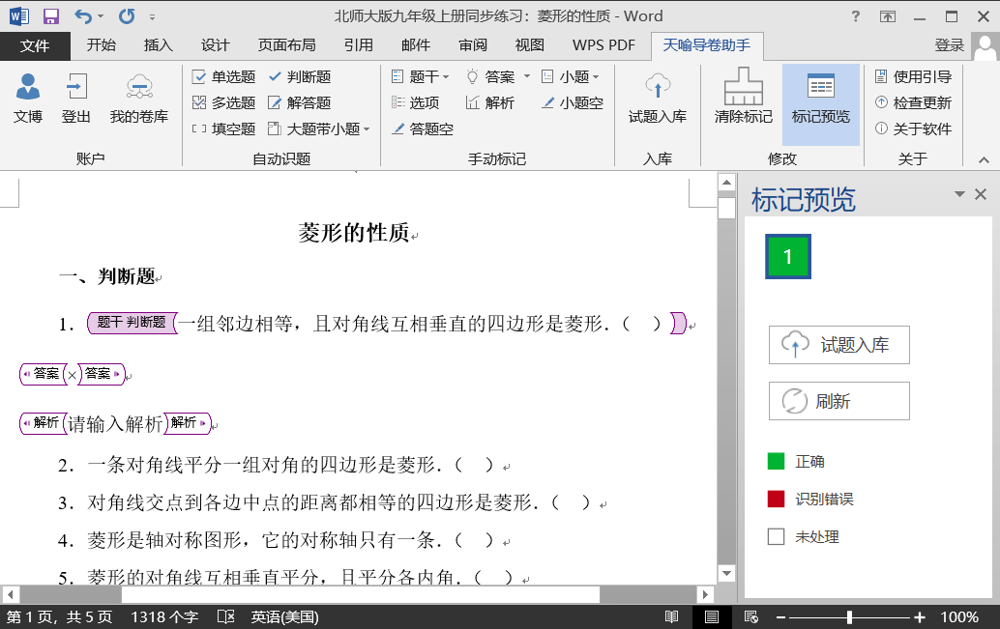 北师大版九年级上册同步练习：菱形的性质 - Word
文件 开始 插入 设计 页面布局 引用 邮件 审阅 视图 WPS PDF 天喻导卷助手 登录
单选题 判断题 题干 答案 小题 使用引导
多选题 解答题 选项 解析 小题空 检查更新
文博 登出 我的卷库 试题入库 清除标记 标记预览
填空题 大题带小题 答题空 关于软件
账户 自动识题 手动标记 入库 修改 关于
标记预览
菱形的性质
1
一、判断题
1. 题干 判断题 一组邻边相等，且对角线互相垂直的四边形是菱形．（ ）
试题入库
答案 × 答案
刷新
解析 请输入解析 解析
2. 一条对角线平分一组对角的四边形是菱形．（ ）
正确
3. 对角线交点到各边中点的距离都相等的四边形是菱形．（ ）
识别错误
4. 菱形是轴对称图形，它的对称轴只有一条．（ ）
未处理
5. 菱形的对角线互相垂直平分，且平分各内角．（ ）
第 1 页，共 5 页 1318 个字 英语(美国) 100%